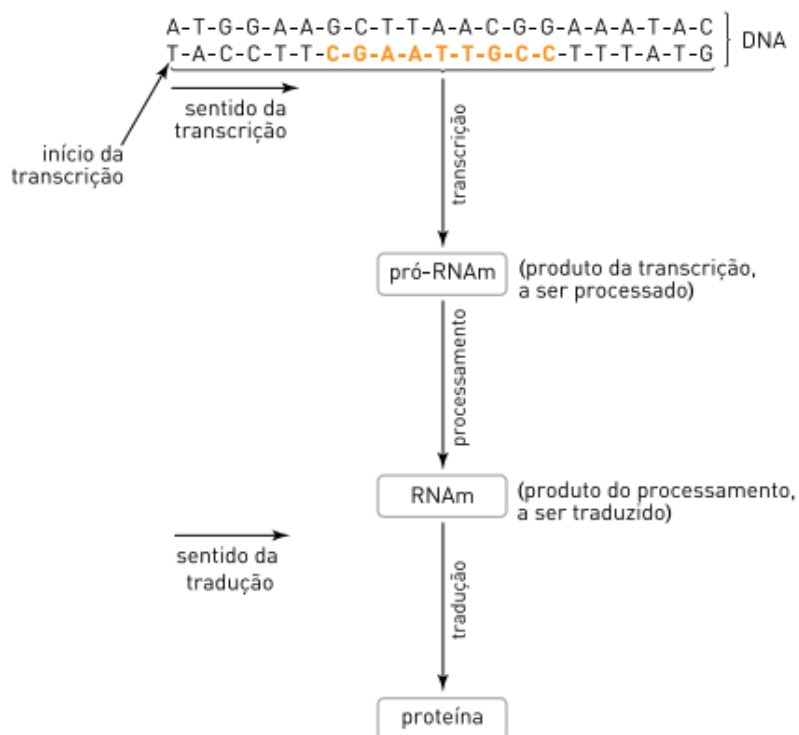 A-T-G-G-A-A-G-C-T-T-A-A-C-G-G-A-A-A-T-A-C
T-A-C-C-T-T-C-G-A-A-T-T-G-C-C-T-T-T-A-T-G
DNA
sentido da
transcrição
início da
transcrição
transcrição
pró-RNAm
(produto da transcrição,
a ser processado)
processamento
RNAm
(produto do processamento,
a ser traduzido)
sentido da
tradução
tradução
proteína